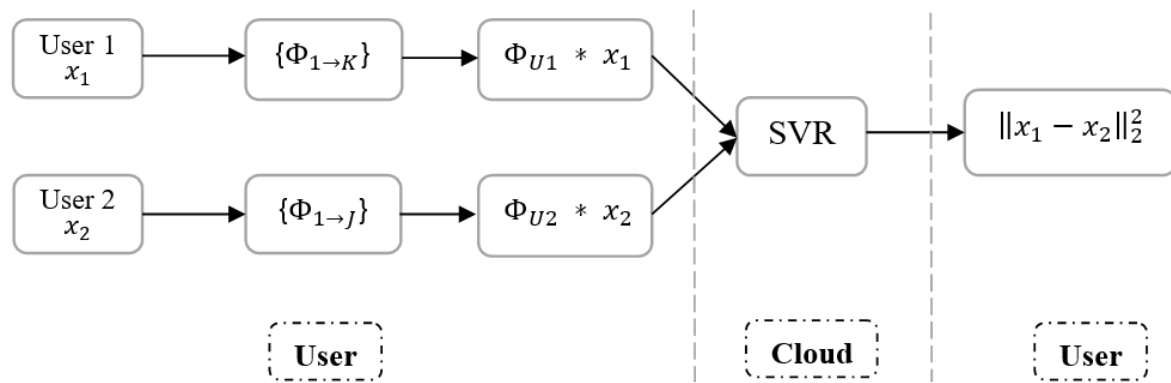 User 1
x₁
{Φ₁→K}
Φ_U1 * x₁
SVR
‖x₁ − x₂‖₂²
User 2
x₂
{Φ₁→J}
Φ_U2 * x₂
User
Cloud
User